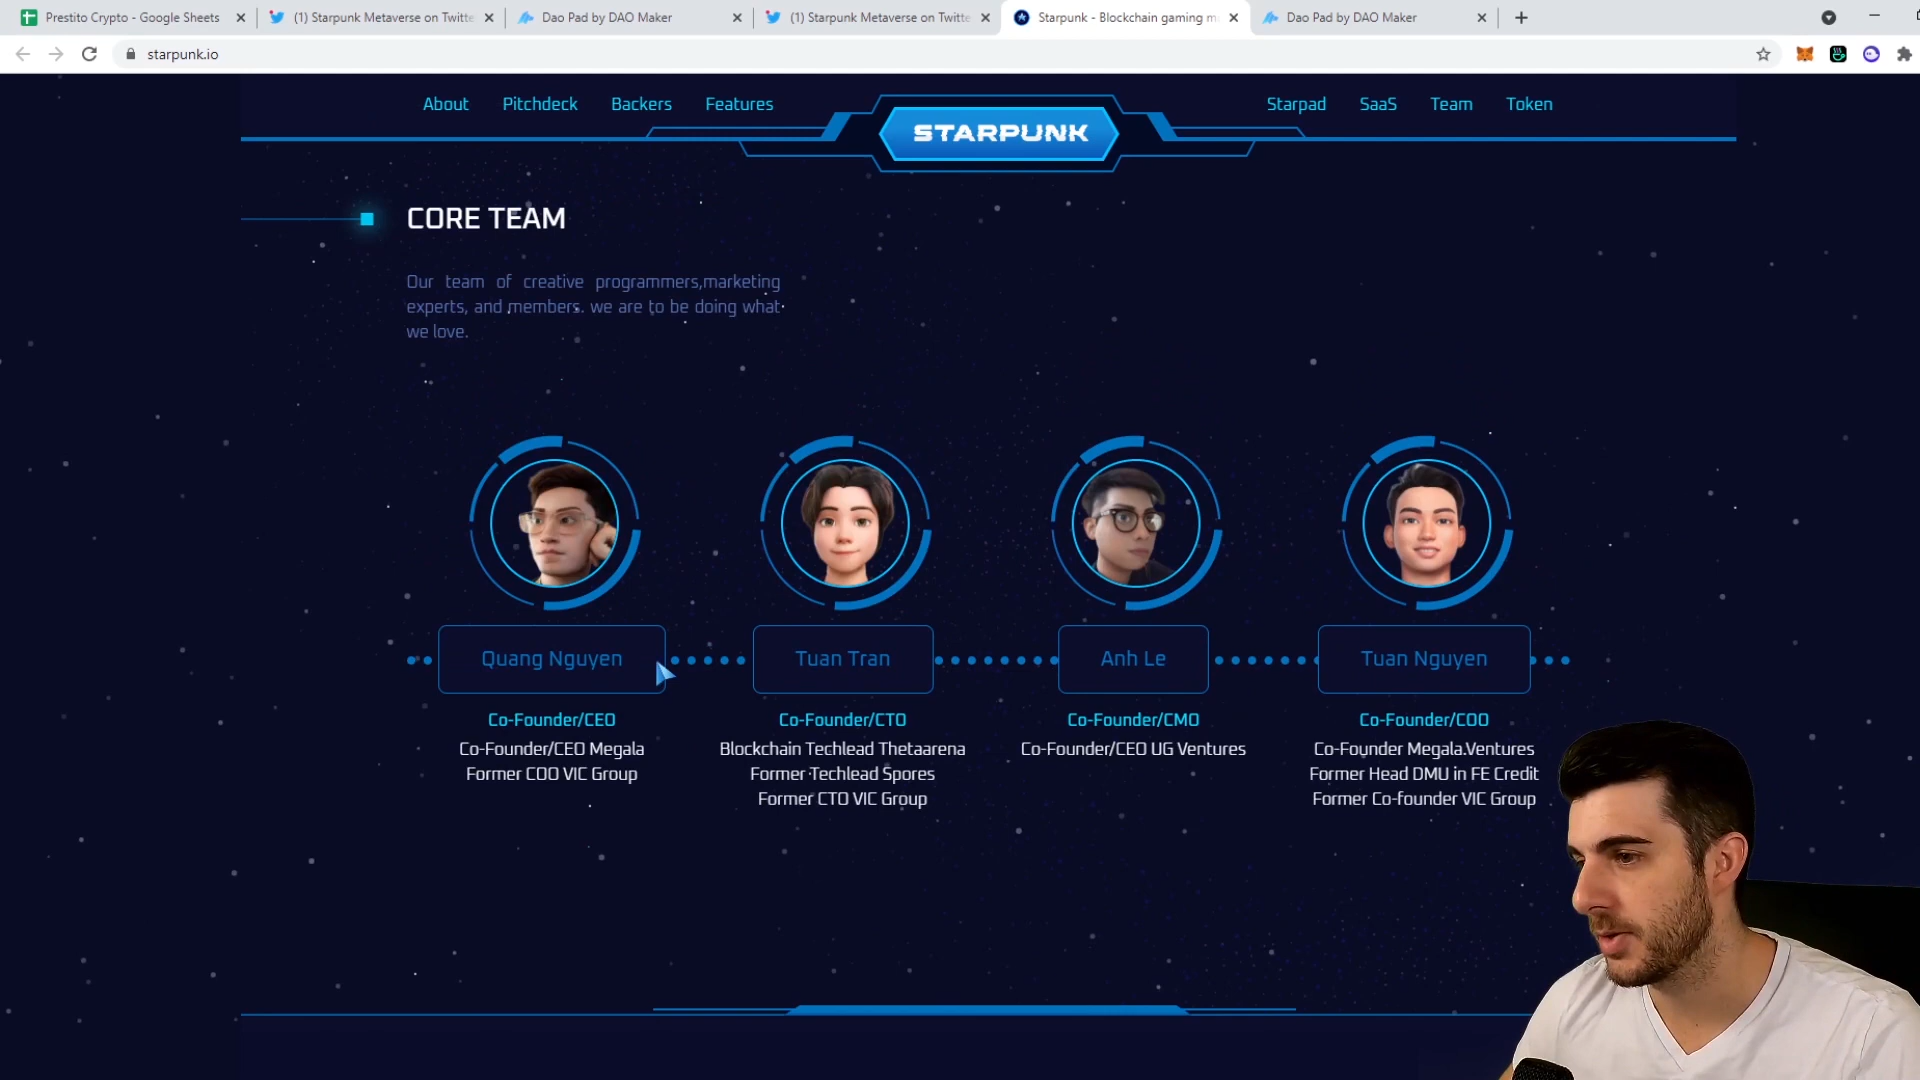 Prestito Crypto - Google Sheets
(1) Starpunk Metaverse on Twitte
Dao Pad by DAO Maker
(1) Starpunk Metaverse on Twitte
Starpunk - Blockchain gaming m
Dao Pad by DAO Maker
starpunk.io
About Pitchdeck Backers Features
STARPUNK
Starpad SaaS Team Token
CORE TEAM
Our team of creative programmers,marketing
experts, and members. we are to be doing what
we love.
Quang Nguyen
Co-Founder/CEO
Co-Founder/CEO Megala
Former COO VIC Group
Tuan Tran
Co-Founder/CTO
Blockchain Techlead Thetaarena
Former Techlead Spores
Former CTO VIC Group
Anh Le
Co-Founder/CMO
Co-Founder/CEO UG Ventures
Tuan Nguyen
Co-Founder/COO
Co-Founder Megala.Ventures
Former Head DMU in FE Credit
Former Co-founder VIC Group